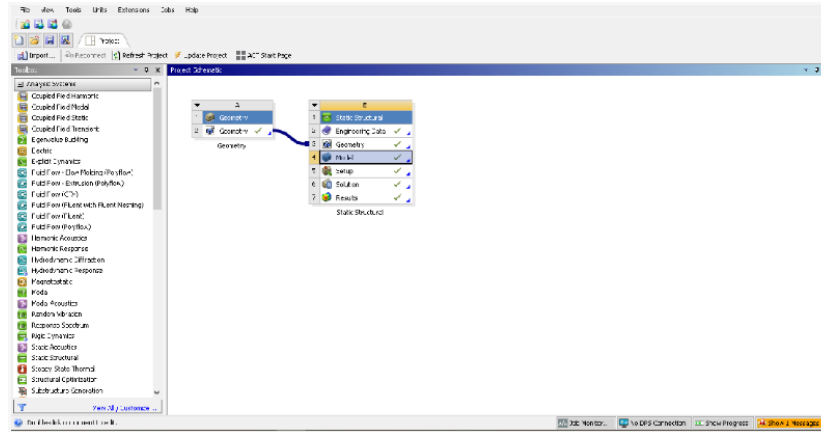 File View Tools Units Extensions Jobs Help
Project
Import... Reconnect Refresh Project Update Project ACT Start Page
Toolbox
Project Schematic
Analysis Systems
Coupled Field Harmonic
Coupled Field Modal
Coupled Field Static
Coupled Field Transient
Eigenvalue Buckling
Electric
Explicit Dynamics
Fluid Flow - Blow Molding (Polyflow)
Fluid Flow - Extrusion (Polyflow)
Fluid Flow (CFX)
Fluid Flow (Fluent with Fluent Meshing)
Fluid Flow (Fluent)
Fluid Flow (Polyflow)
Harmonic Acoustics
Harmonic Response
Hydrodynamic Diffraction
Hydrodynamic Response
Magnetostatic
Modal
Modal Acoustics
Random Vibration
Response Spectrum
Rigid Dynamics
Static Acoustics
Static Structural
Steady-State Thermal
Structural Optimization
Substructure Generation
View All / Customize ...
A
1 Geometry
2 Geometry
Geometry
B
1 Static Structural
2 Engineering Data
3 Geometry
4 Model
5 Setup
6 Solution
7 Results
Static Structural
Double-click component to edit.
Job Monitor... No DPS Connection Show Progress Show 1 Messages